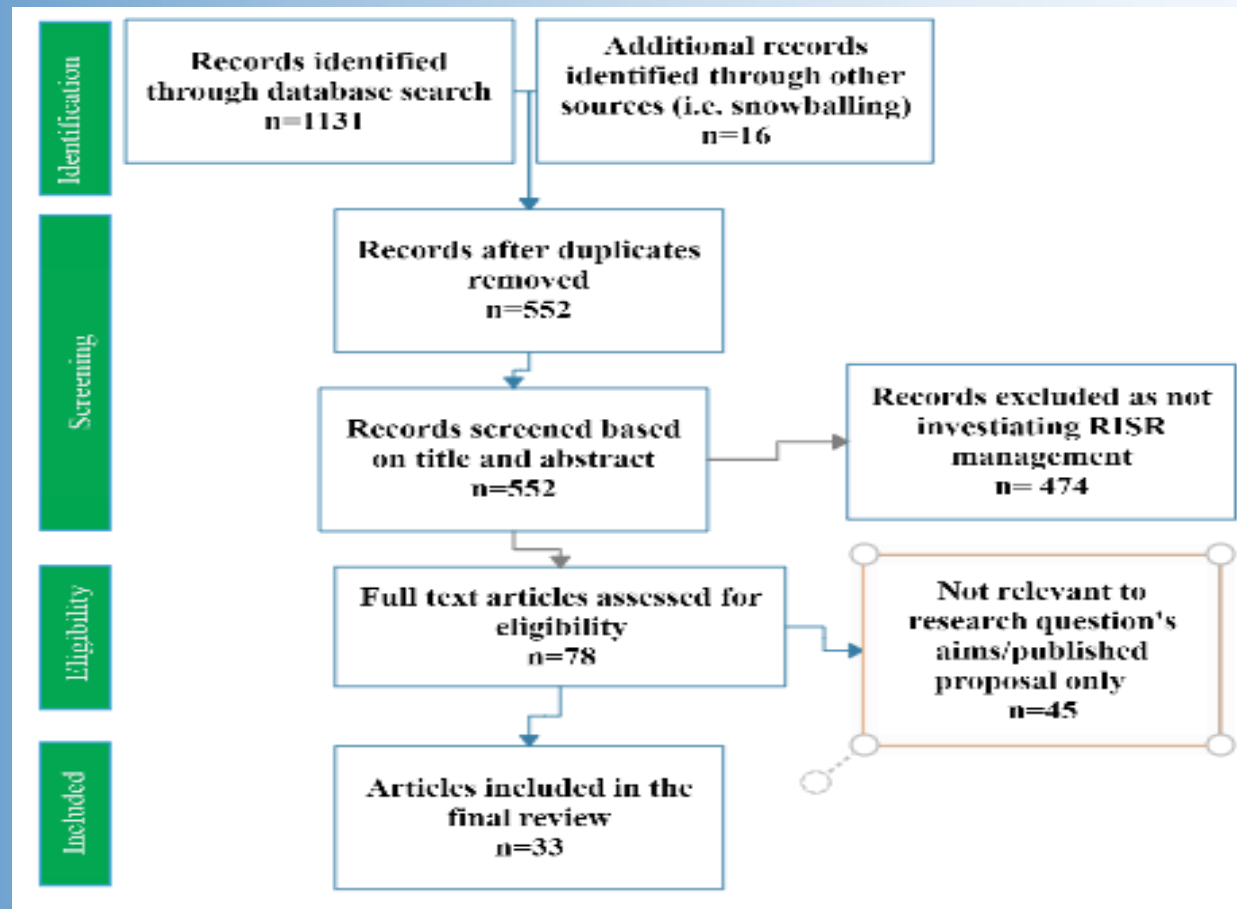 Identification
Records identified
through database search
n=1131
Additional records
identified through other
sources (i.e. snowballing)
n=16
Screening
Records after duplicates
removed
n=552
Records screened based
on title and abstract
n=552
Records excluded as not
investiating RISR
management
n= 474
Eligibility
Full text articles assessed for
eligibility
n=78
Not relevant to
research question's
aims/published
proposal only
n=45
Included
Articles included in the
final review
n=33